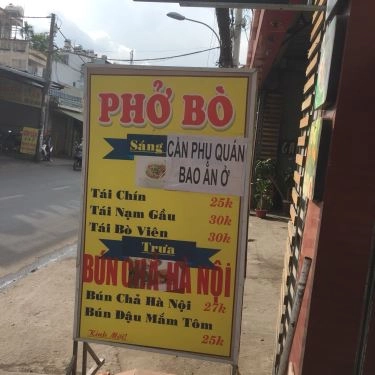 PHỞ BÒ
Sáng
CẦN PHỤ QUÁN
BAO ĂN Ở
Tái Chín 25k
Tái Nạm Gầu 30k
Tái Bò Viên 30k
Trưa
BÚN CHẢ HÀ NỘI
Bún Chả Hà Nội 27k
Bún Đậu Mắm Tôm 25k
Kính Mời!